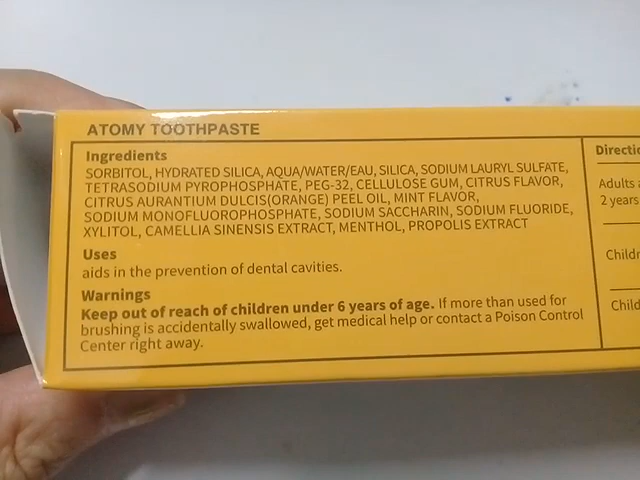 ATOMY TOOTHPASTE
Ingredients
SORBITOL, HYDRATED SILICA, AQUA/WATER/EAU, SILICA, SODIUM LAURYL SULFATE,
TETRASODIUM PYROPHOSPHATE, PEG-32, CELLULOSE GUM, CITRUS FLAVOR,
CITRUS AURANTIUM DULCIS(ORANGE) PEEL OIL, MINT FLAVOR,
SODIUM MONOFLUOROPHOSPHATE, SODIUM SACCHARIN, SODIUM FLUORIDE,
XYLITOL, CAMELLIA SINENSIS EXTRACT, MENTHOL, PROPOLIS EXTRACT
Uses
aids in the prevention of dental cavities.
Warnings
Keep out of reach of children under 6 years of age. If more than used for
brushing is accidentally swallowed, get medical help or contact a Poison Control
Center right away.
Adults
2 years